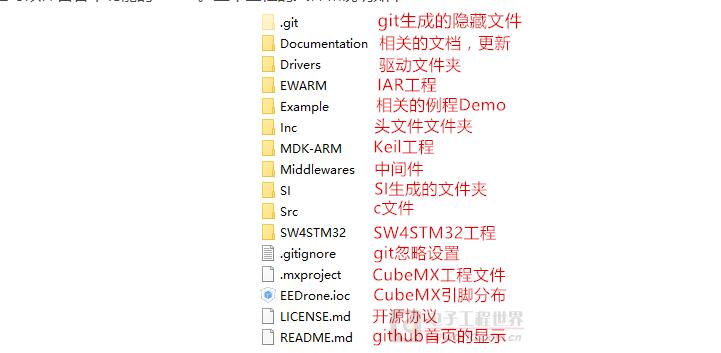 .git git生成的隐藏文件
Documentation 相关的文档，更新
Drivers 驱动文件夹
EWARM IAR工程
Example 相关的例程Demo
Inc 头文件文件夹
MDK-ARM Keil工程
Middlewares 中间件
SI SI生成的文件夹
Src c文件
SW4STM32 SW4STM32工程
.gitignore git忽略设置
.mxproject CubeMX工程文件
EEDrone.ioc CubeMX引脚分布
LICENSE.md 开源协议
电子工程世界
README.md github首页的显示